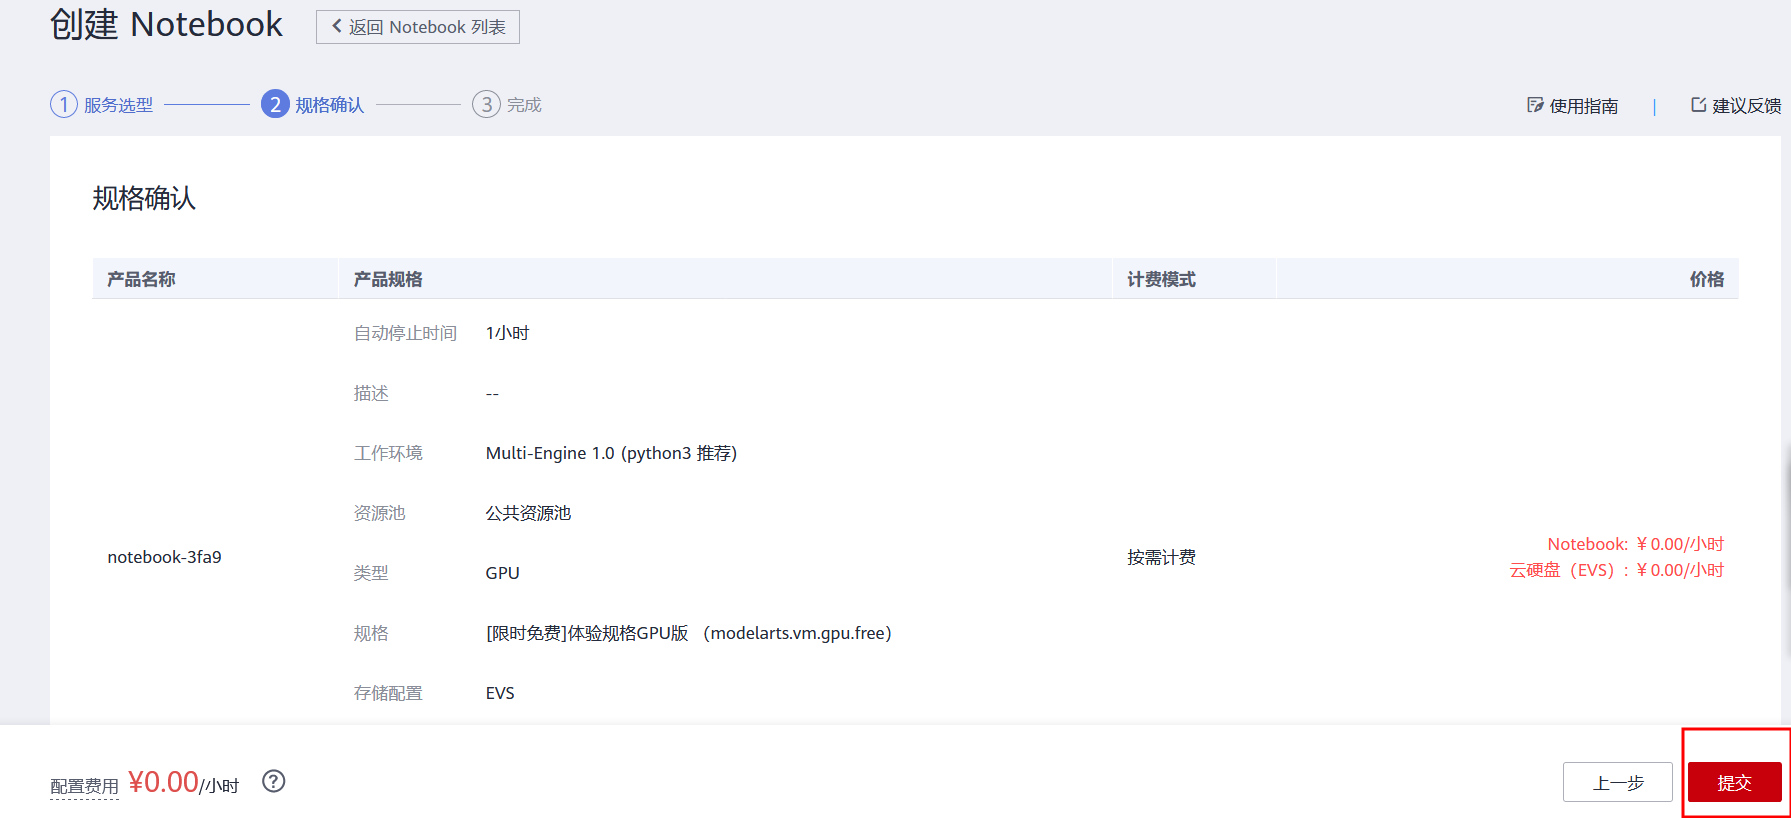 创建 Notebook
返回 Notebook 列表
1 服务选型
2 规格确认
3 完成
使用指南 | 建议反馈
规格确认
产品名称 产品规格 计费模式 价格
自动停止时间 1小时
描述 --
工作环境 Multi-Engine 1.0 (python3 推荐)
资源池 公共资源池
notebook-3fa9
类型 GPU
规格 [限时免费]体验规格GPU版 （modelarts.vm.gpu.free）
存储配置 EVS
按需计费
Notebook: ¥ 0.00/小时
云硬盘（EVS）: ¥ 0.00/小时
配置费用 ¥0.00/小时 ?
上一步
提交